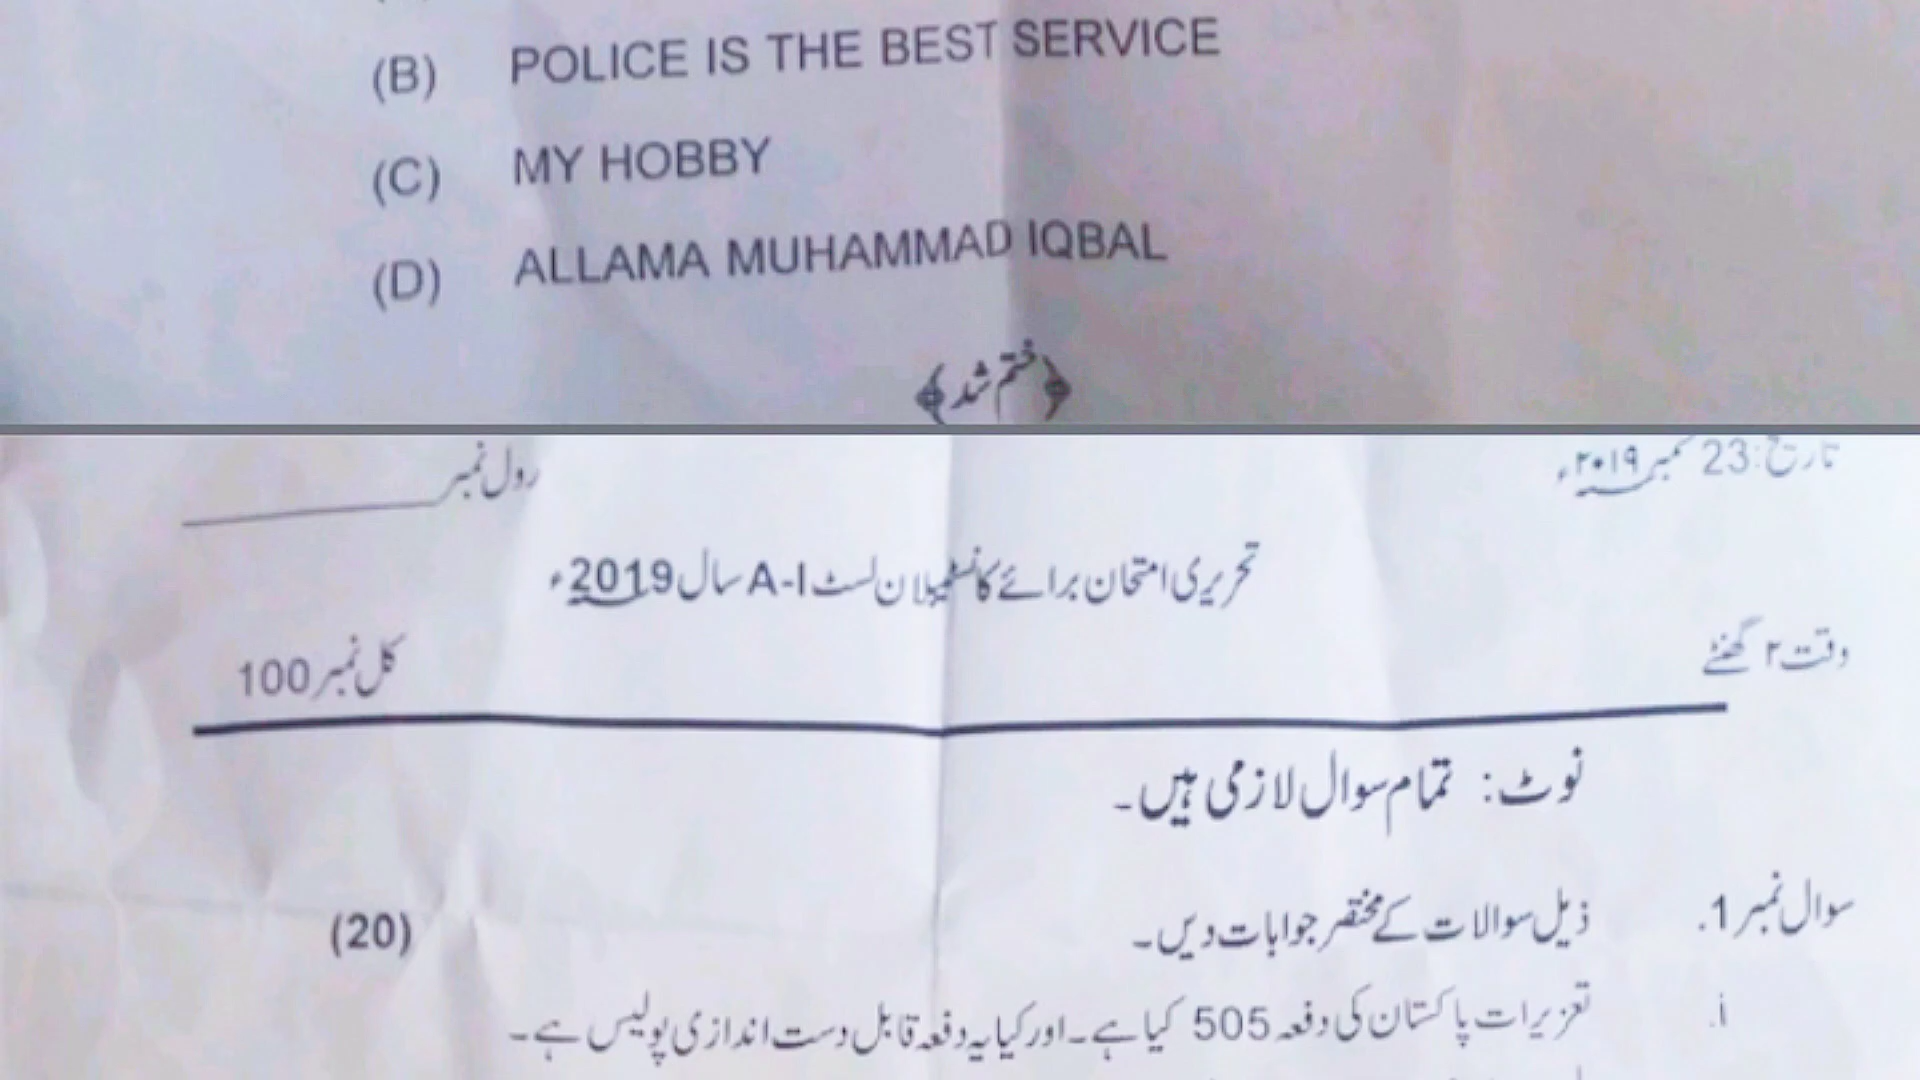 (B) POLICE IS THE BEST SERVICE
(C) MY HOBBY
(D) ALLAMA MUHAMMAD IQBAL
﴿ختم شد﴾
تاریخ: 23 دسمبر ۲۰۱۹ء
رول نمبر
تحریری امتحان برائے کانسٹیبلان لسٹ A-I سال 2019ء
وقت ۲ گھنٹے
کل نمبر 100
نوٹ: تمام سوال لازمی ہیں۔
سوال نمبر 1. ذیل سوالات کے مختصر جوابات دیں۔ (20)
i. تعزیرات پاکستان کی دفعہ 505 کیا ہے۔ اور کیا یہ دفعہ قابل دست اندازی پولیس ہے۔